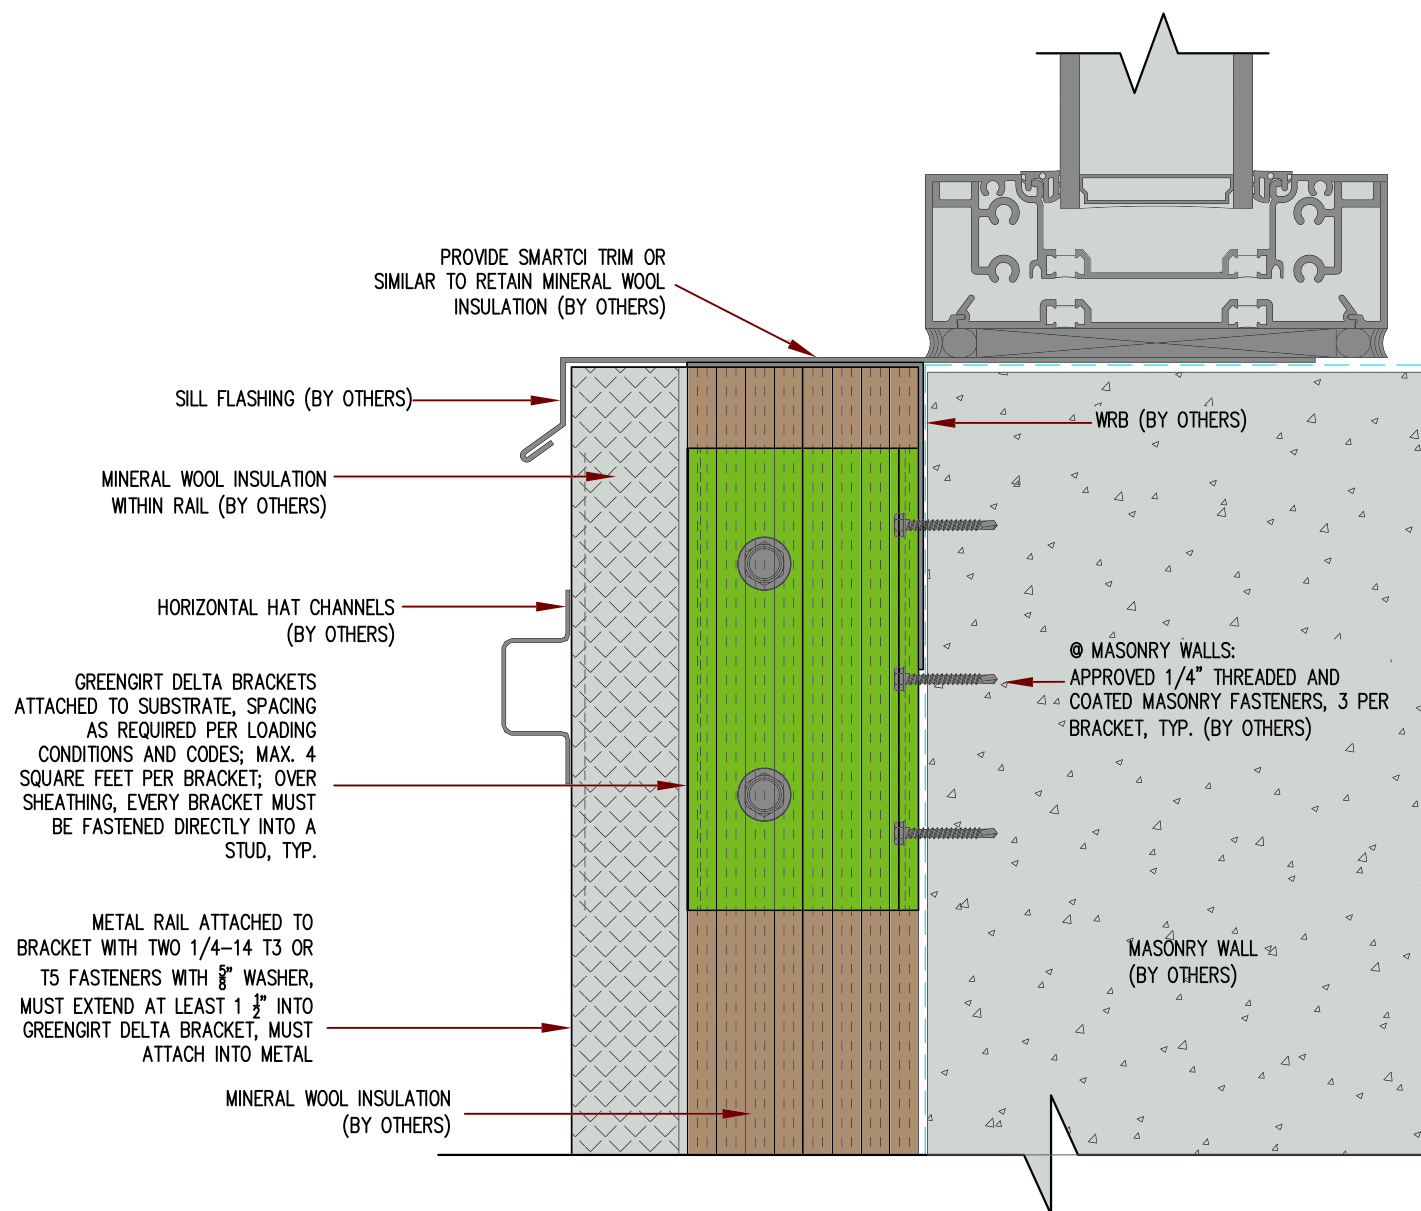 PROVIDE SMARTCI TRIM OR
SIMILAR TO RETAIN MINERAL WOOL
INSULATION (BY OTHERS)
SILL FLASHING (BY OTHERS)
WRB (BY OTHERS)
MINERAL WOOL INSULATION
WITHIN RAIL (BY OTHERS)
HORIZONTAL HAT CHANNELS
(BY OTHERS)
@ MASONRY WALLS:
APPROVED 1/4" THREADED AND
COATED MASONRY FASTENERS, 3 PER
BRACKET, TYP. (BY OTHERS)
GREENGIRT DELTA BRACKETS
ATTACHED TO SUBSTRATE, SPACING
AS REQUIRED PER LOADING
CONDITIONS AND CODES; MAX. 4
SQUARE FEET PER BRACKET; OVER
SHEATHING, EVERY BRACKET MUST
BE FASTENED DIRECTLY INTO A
STUD, TYP.
METAL RAIL ATTACHED TO
BRACKET WITH TWO 1/4-14 T3 OR
T5 FASTENERS WITH 5/8" WASHER,
MUST EXTEND AT LEAST 1 1/2" INTO
GREENGIRT DELTA BRACKET, MUST
ATTACH INTO METAL
MASONRY WALL
(BY OTHERS)
MINERAL WOOL INSULATION
(BY OTHERS)